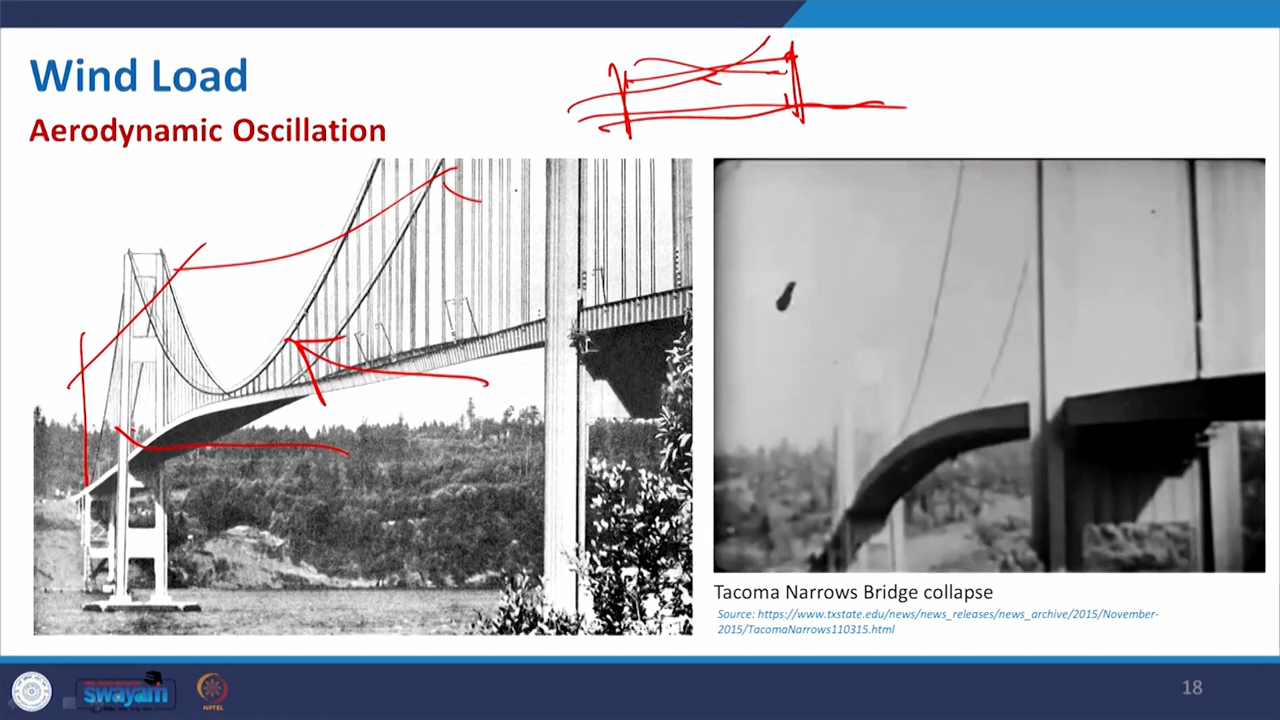 Wind Load
Aerodynamic Oscillation
Tacoma Narrows Bridge collapse
Source: https://www.txstate.edu/news/news_releases/news_archive/2015/November-
2015/TacomaNarrows110315.html
swayam
NPTEL
18